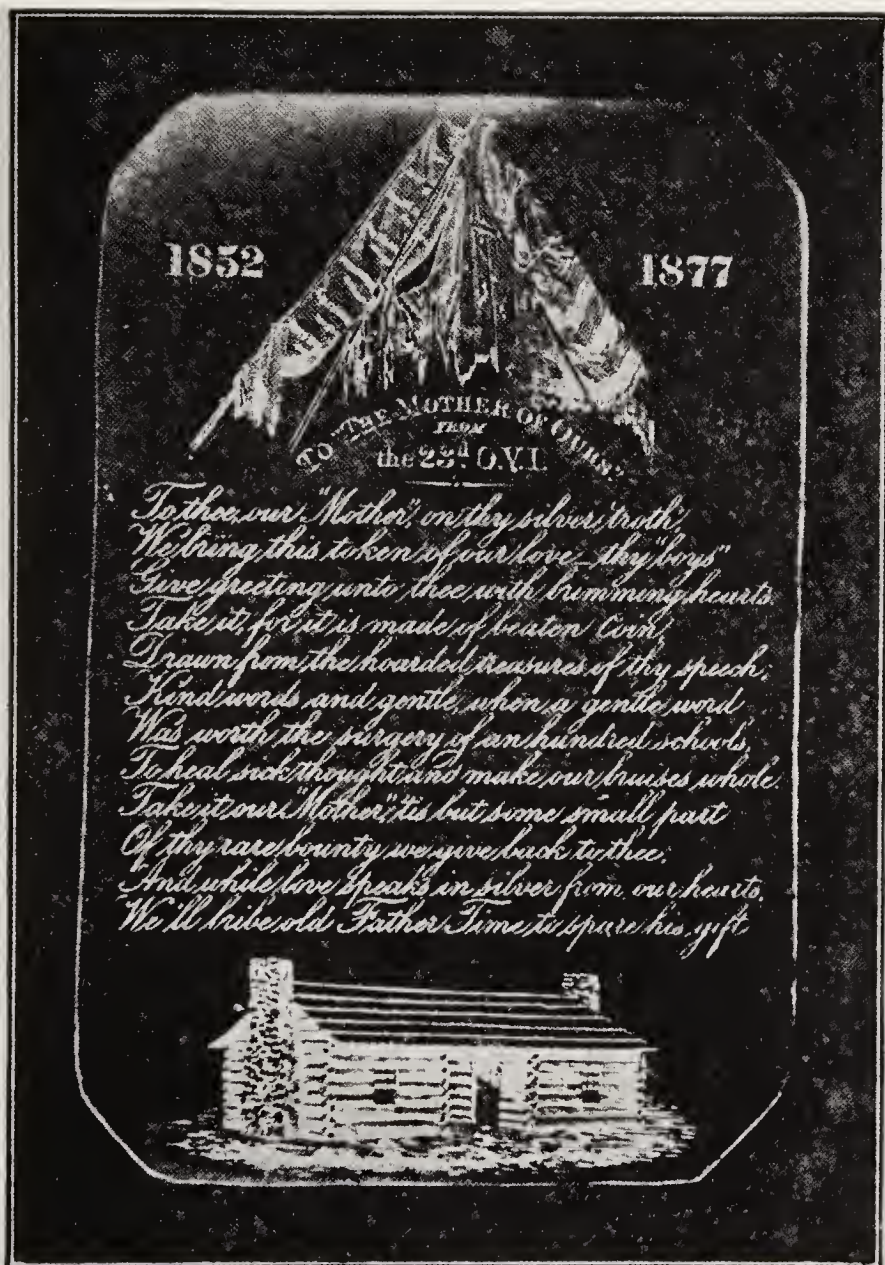 1852
1877
TO "THE MOTHER OF OURS."
FROM
the 23d. O.V.I.
To thee, our "Mother", on thy silver troth,
We bring this token of our love – thy "boys"
Give greeting unto thee with brimming hearts.
Take it, for it is made of beaten coin,
Drawn from the hoarded treasures of thy speech;
Kind words and gentle, when a gentle word
Was worth the surgery of an hundred schools,
To heal sick thought and make our bruises whole.
Take it, our "Mother", 'tis but some small part
Of thy rare bounty we give back to thee;
And while love speaks in silver from our hearts,
We'll bribe old Father Time to spare his gift